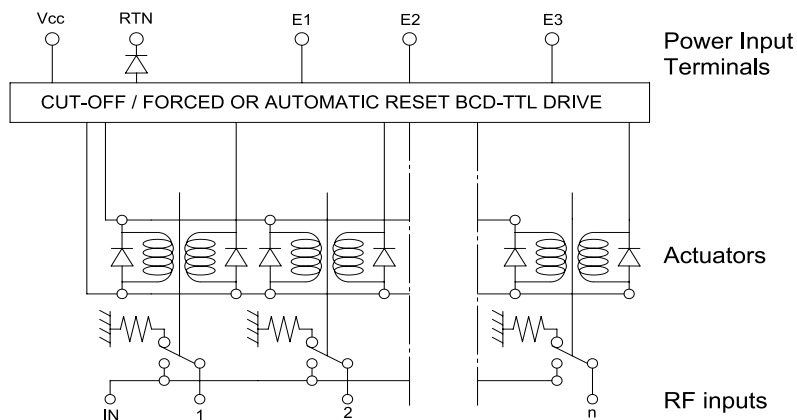 Vcc RTN E1 E2 E3
Power Input
Terminals
CUT-OFF / FORCED OR AUTOMATIC RESET BCD-TTL DRIVE
Actuators
IN 1 2 n
RF inputs